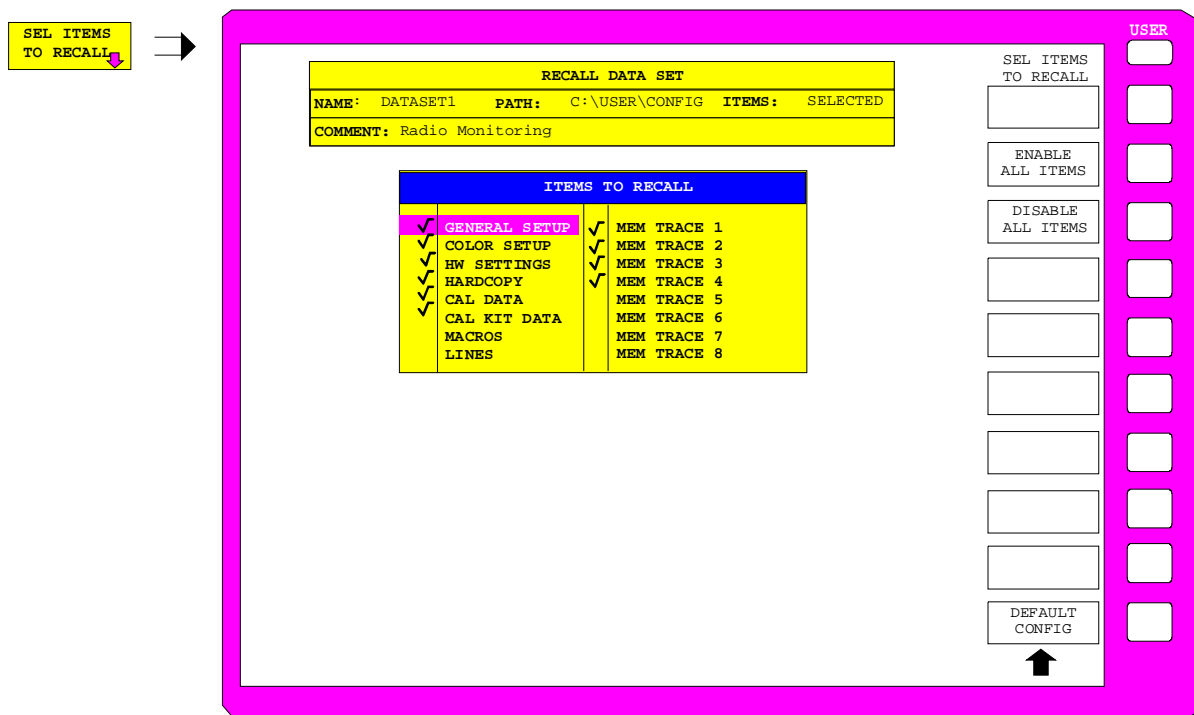 SEL ITEMS
TO RECALL
USER
RECALL DATA SET
NAME: DATASET1 PATH: C:\USER\CONFIG ITEMS: SELECTED
COMMENT: Radio Monitoring
ITEMS TO RECALL
√ GENERAL SETUP √ MEM TRACE 1
√ COLOR SETUP √ MEM TRACE 2
√ HW SETTINGS √ MEM TRACE 3
√ HARDCOPY √ MEM TRACE 4
√ CAL DATA MEM TRACE 5
√ CAL KIT DATA MEM TRACE 6
MACROS MEM TRACE 7
LINES MEM TRACE 8
SEL ITEMS
TO RECALL
ENABLE
ALL ITEMS
DISABLE
ALL ITEMS
DEFAULT
CONFIG